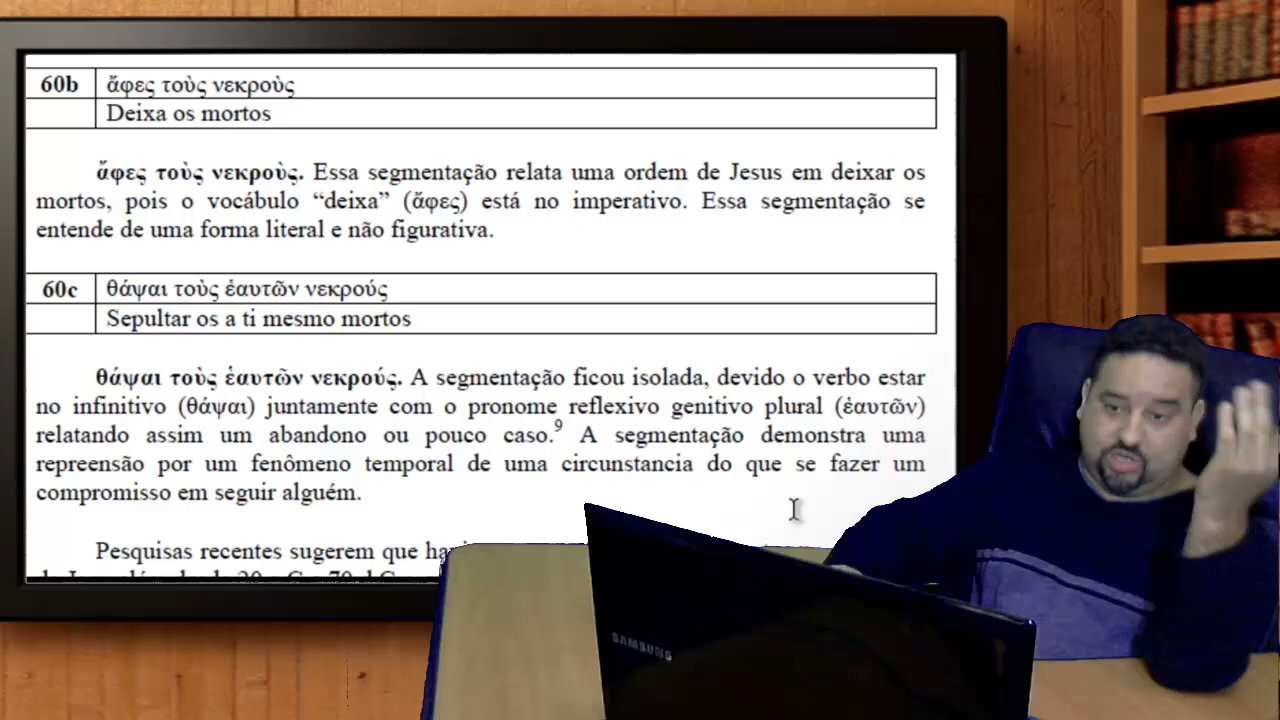 60b ἄφες τοὺς νεκροὺς
Deixa os mortos
ἄφες τοὺς νεκροὺς. Essa segmentação relata uma ordem de Jesus em deixar os
mortos, pois o vocábulo “deixa” (ἄφες) está no imperativo. Essa segmentação se
entende de uma forma literal e não figurativa.
60c θάψαι τοὺς ἑαυτῶν νεκρούς
Sepultar os a ti mesmo mortos
θάψαι τοὺς ἑαυτῶν νεκρούς. A segmentação ficou isolada, devido o verbo estar
no infinitivo (θάψαι) juntamente com o pronome reflexivo genitivo plural (ἑαυτῶν)
relatando assim um abandono ou pouco caso.9 A segmentação demonstra uma
repreensão por um fenômeno temporal de uma circunstancia do que se fazer um
compromisso em seguir alguém.
Pesquisas recentes sugerem que
SAMSUNG